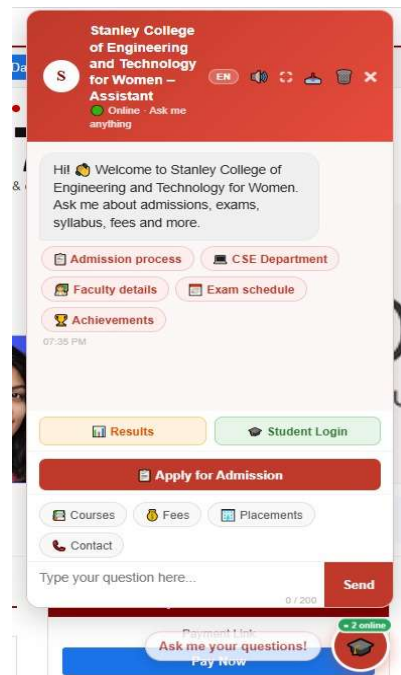 Stanley College
of Engineering
and Technology
for Women –
Assistant
Online · Ask me
anything
S
EN
Da
&
Hi! Welcome to Stanley College of
Engineering and Technology for Women.
Ask me about admissions, exams,
syllabus, fees and more.
Admission process
CSE Department
Faculty details
Exam schedule
Achievements
07:35 PM
Results
Student Login
Apply for Admission
Courses
Fees
Placements
Contact
Type your question here...
0 / 200
Send
2 online
Payment Link
Ask me your questions!
Pay Now